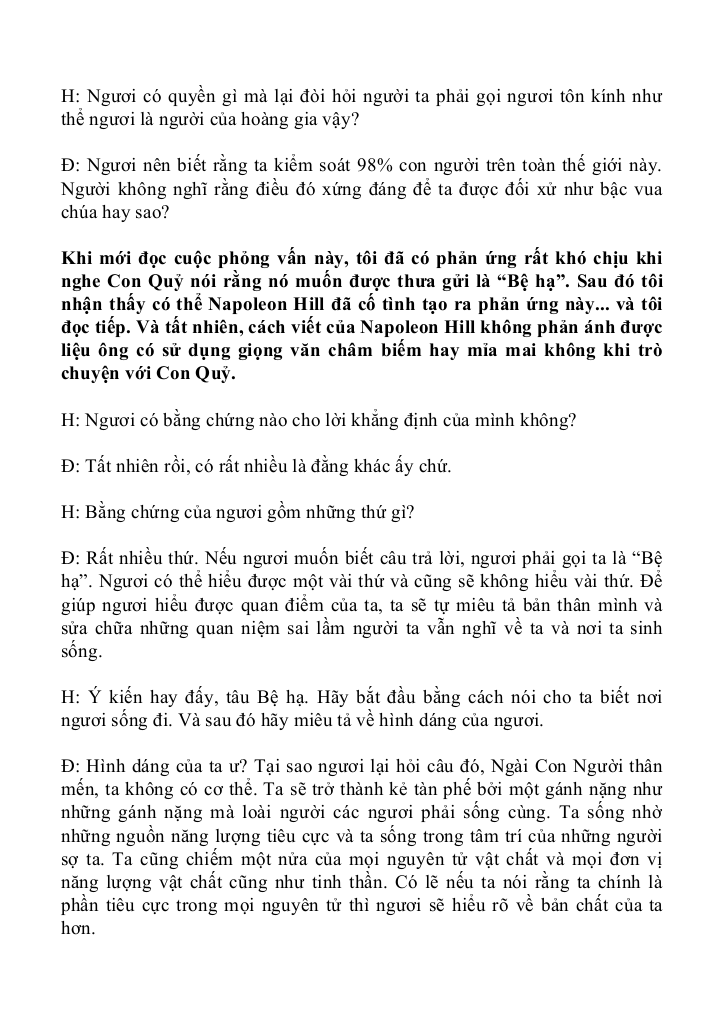 H: Ngươi có quyền gì mà lại đòi hỏi người ta phải gọi ngươi tôn kính như
thể ngươi là người của hoàng gia vậy?
Đ: Ngươi nên biết rằng ta kiểm soát 98% con người trên toàn thế giới này.
Người không nghĩ rằng điều đó xứng đáng để ta được đối xử như bậc vua
chúa hay sao?
Khi mới đọc cuộc phỏng vấn này, tôi đã có phản ứng rất khó chịu khi
nghe Con Quỷ nói rằng nó muốn được thưa gửi là “Bệ hạ”. Sau đó tôi
nhận thấy có thể Napoleon Hill đã cố tình tạo ra phản ứng này... và tôi
đọc tiếp. Và tất nhiên, cách viết của Napoleon Hill không phản ánh được
liệu ông có sử dụng giọng văn châm biếm hay mỉa mai không khi trò
chuyện với Con Quỷ.
H: Ngươi có bằng chứng nào cho lời khẳng định của mình không?
Đ: Tất nhiên rồi, có rất nhiều là đằng khác ấy chứ.
H: Bằng chứng của ngươi gồm những thứ gì?
Đ: Rất nhiều thứ. Nếu ngươi muốn biết câu trả lời, ngươi phải gọi ta là “Bệ
hạ”. Ngươi có thể hiểu được một vài thứ và cũng sẽ không hiểu vài thứ. Để
giúp ngươi hiểu được quan điểm của ta, ta sẽ tự miêu tả bản thân mình và
sửa chữa những quan niệm sai lầm người ta vẫn nghĩ về ta và nơi ta sinh
sống.
H: Ý kiến hay đấy, tâu Bệ hạ. Hãy bắt đầu bằng cách nói cho ta biết nơi
ngươi sống đi. Và sau đó hãy miêu tả về hình dáng của ngươi.
Đ: Hình dáng của ta ư? Tại sao ngươi lại hỏi câu đó, Ngài Con Người thân
mến, ta không có cơ thể. Ta sẽ trở thành kẻ tàn phế bởi một gánh nặng như
những gánh nặng mà loài người các ngươi phải sống cùng. Ta sống nhờ
những nguồn năng lượng tiêu cực và ta sống trong tâm trí của những người
sợ ta. Ta cũng chiếm một nửa của mọi nguyên tử vật chất và mọi đơn vị
năng lượng vật chất cũng như tinh thần. Có lẽ nếu ta nói rằng ta chính là
phần tiêu cực trong mọi nguyên tử thì ngươi sẽ hiểu rõ về bản chất của ta
hơn.